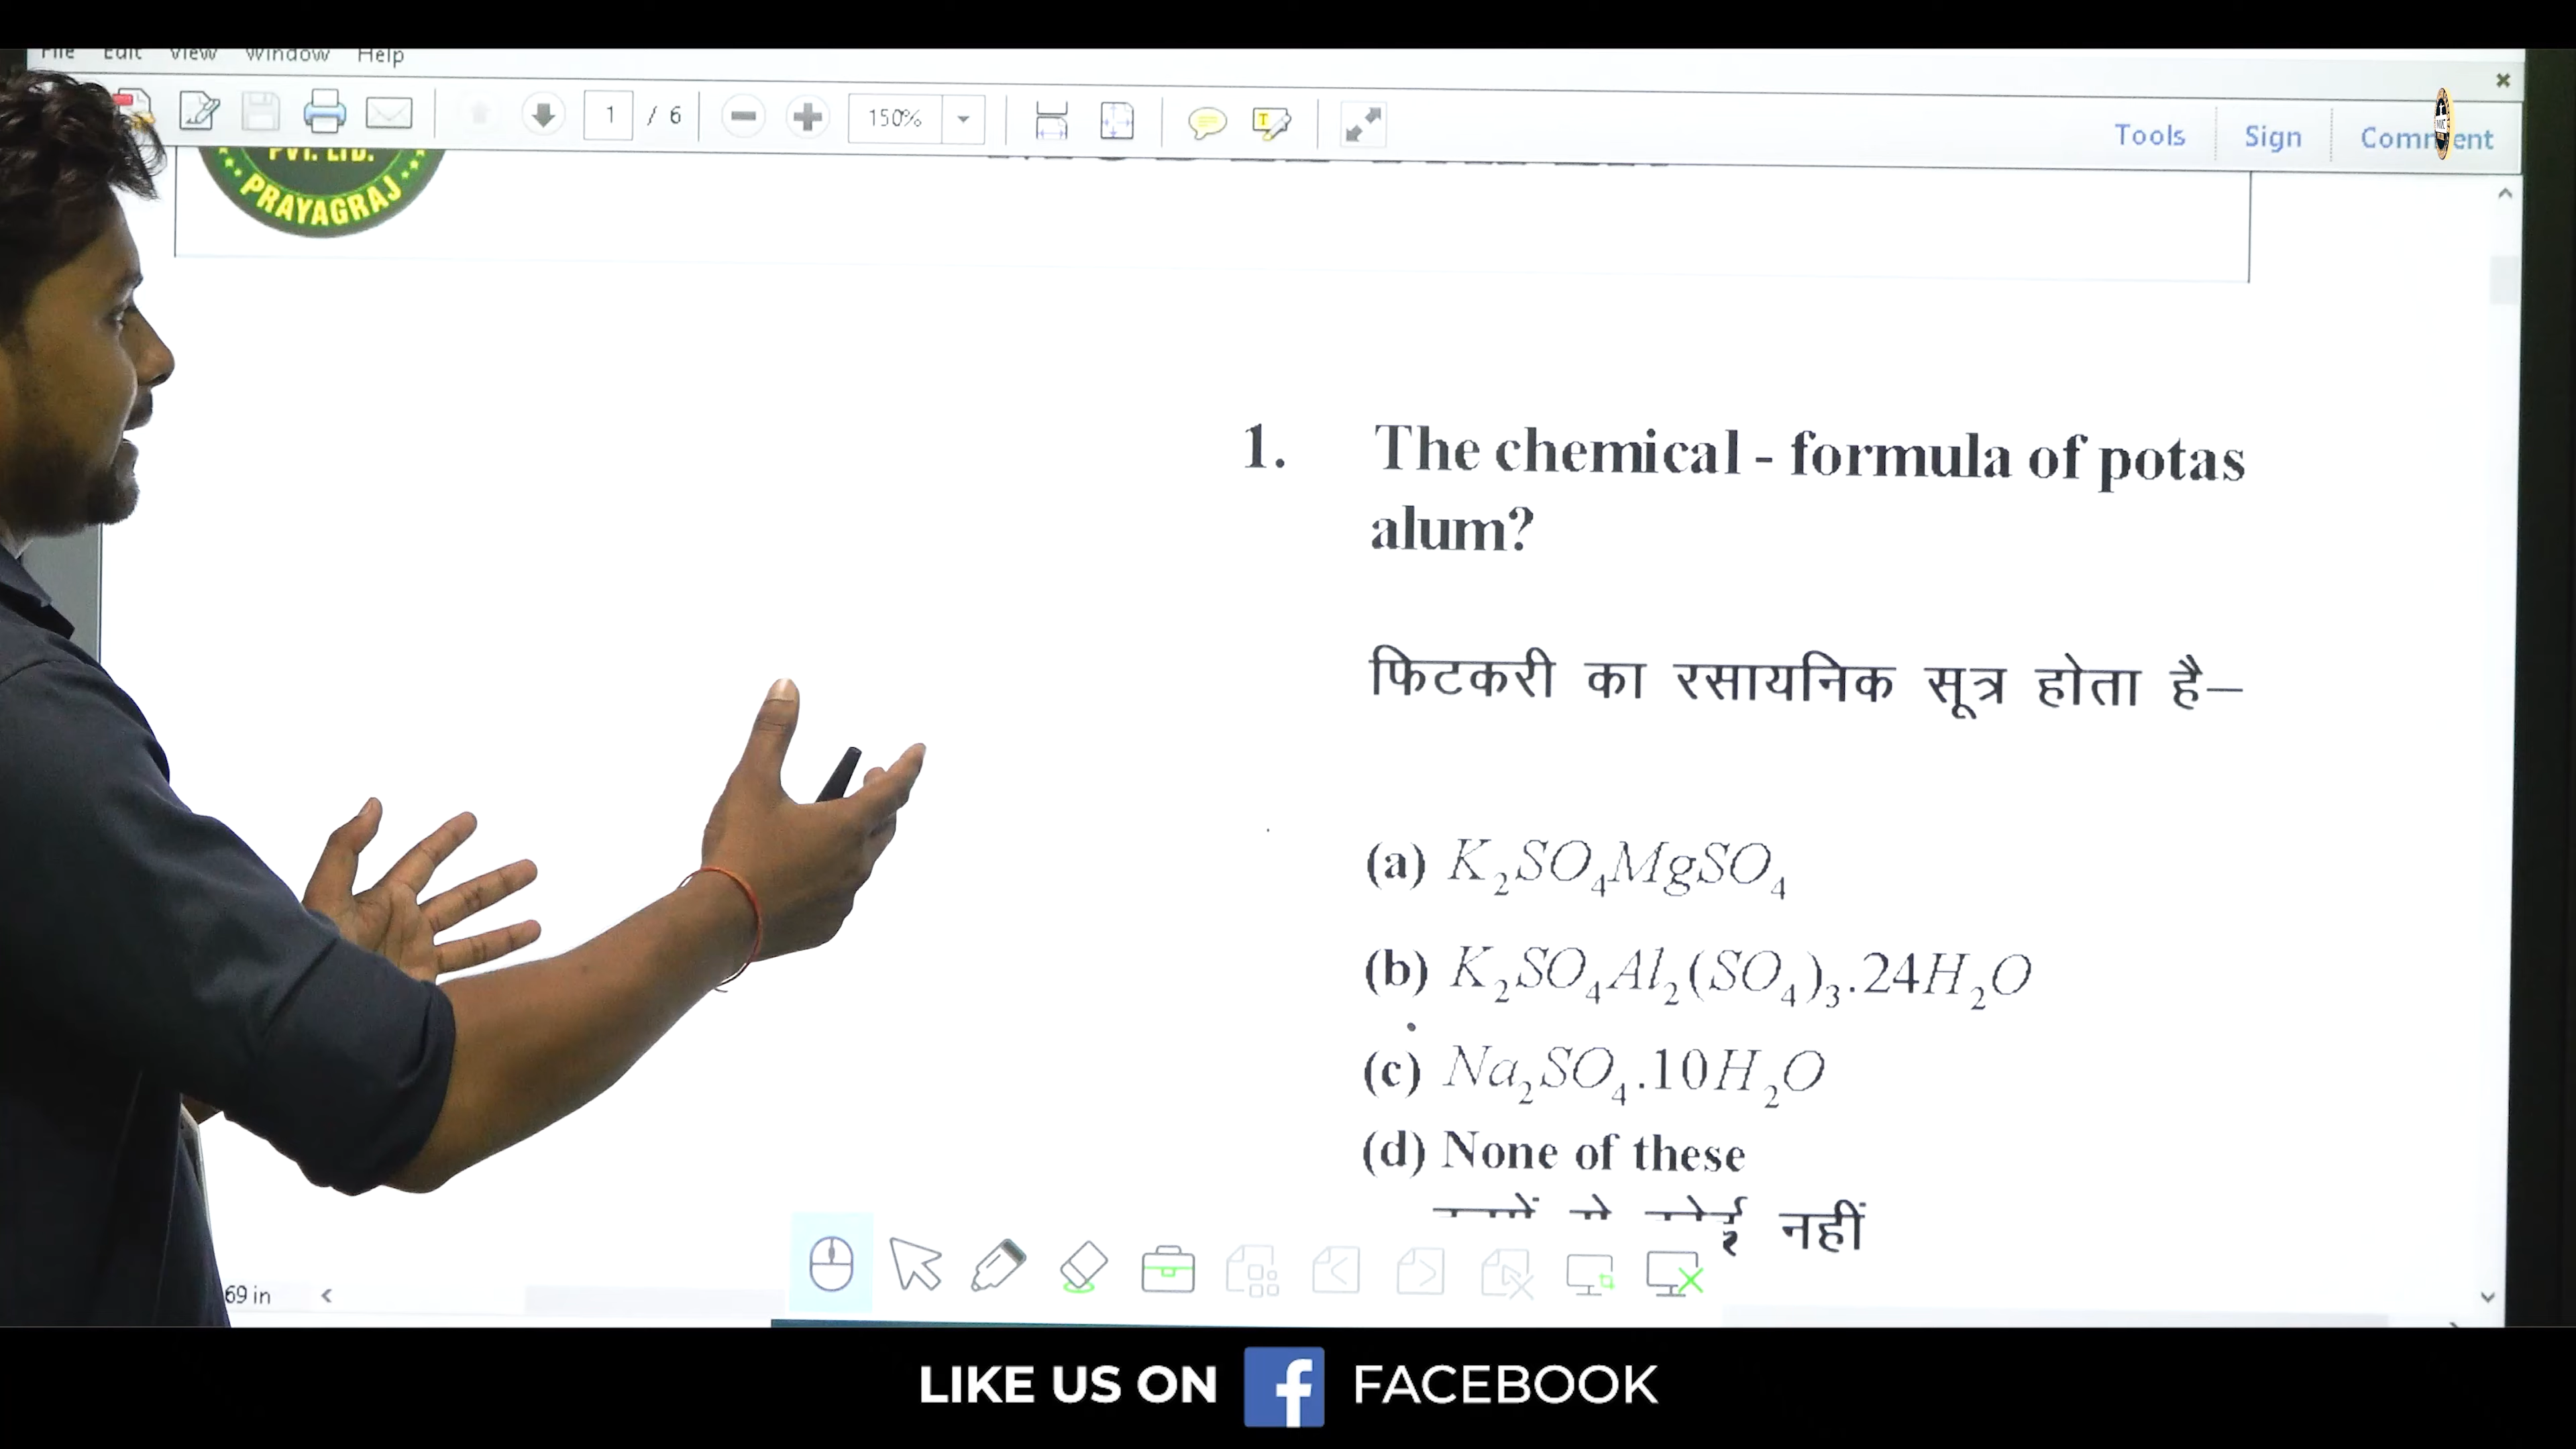 File Edit View Window Help
1 / 6 150%
Tools Sign Comment
PVT. LTD.
PRAYAGRAJ
1. The chemical - formula of potas
alum?
फिटकरी का रसायनिक सूत्र होता है–
(a) K₂SO₄MgSO₄
(b) K₂SO₄Al₂(SO₄)₃.24H₂O
(c) Na₂SO₄.10H₂O
(d) None of these
नहीं
69 in
LIKE US ON f FACEBOOK